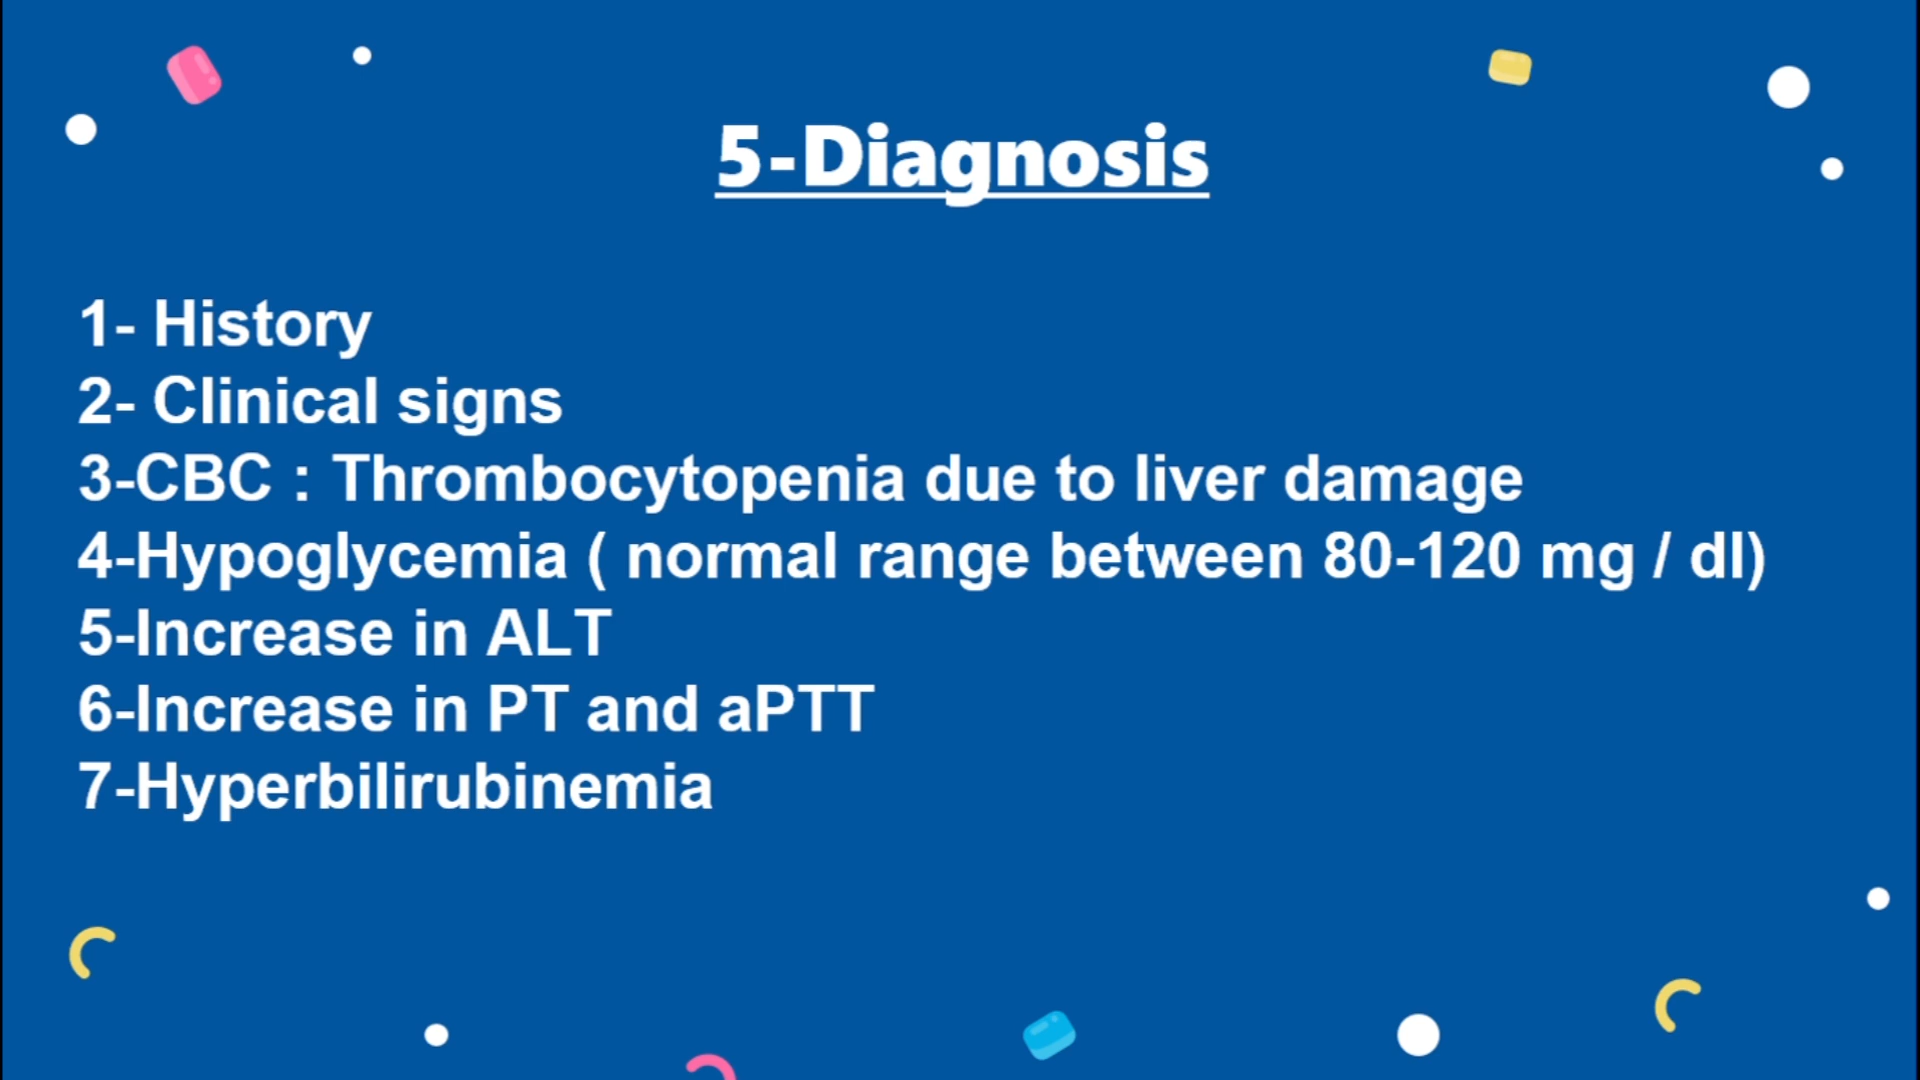 5-Diagnosis
1- History
2- Clinical signs
3-CBC : Thrombocytopenia due to liver damage
4-Hypoglycemia ( normal range between 80-120 mg / dl)
5-Increase in ALT
6-Increase in PT and aPTT
7-Hyperbilirubinemia